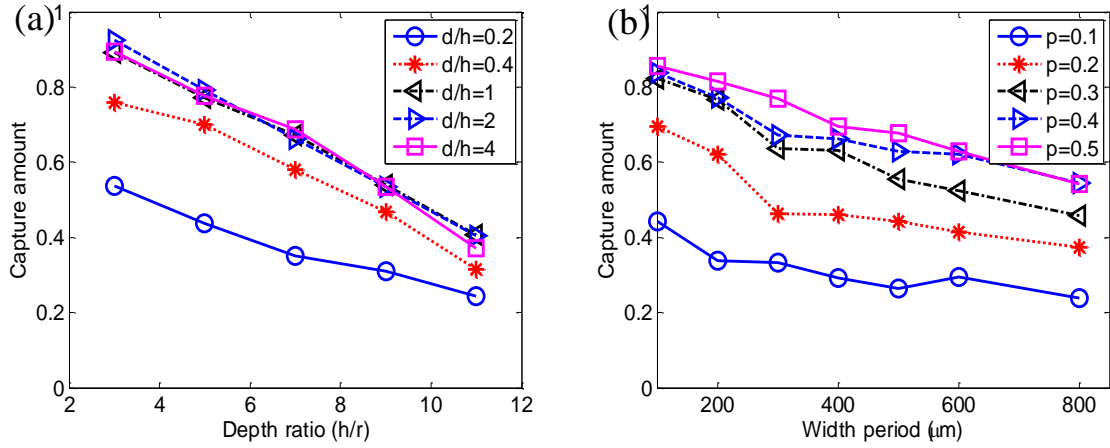 (a)
Capture amount
1
0.8
0.6
0.4
0.2
0
2
4
6
8
10
12
Depth ratio (h/r)
d/h=0.2
d/h=0.4
d/h=1
d/h=2
d/h=4
(b)
Capture amount
1
0.8
0.6
0.4
0.2
0
200
400
600
800
Width period (μm)
p=0.1
p=0.2
p=0.3
p=0.4
p=0.5